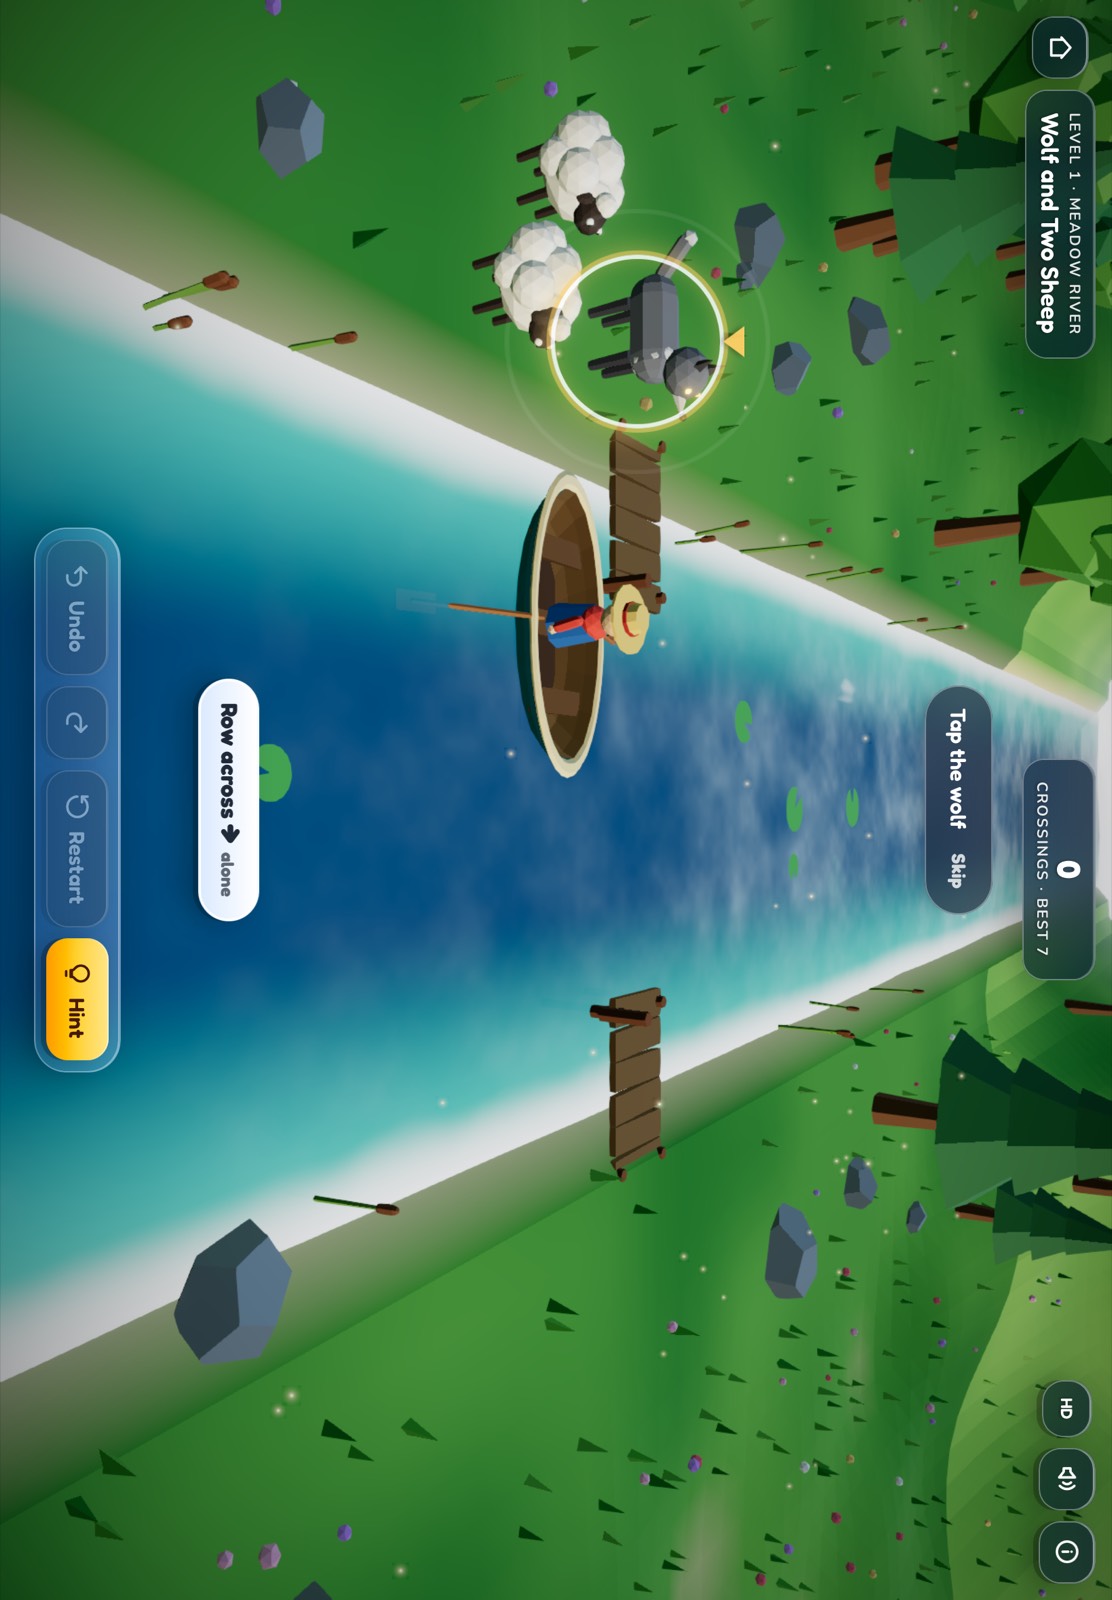 LEVEL 1 · MEADOW RIVER
Wolf and Two Sheep
0
CROSSINGS · BEST 7
HD
Tap the wolf Skip
Row across → alone
Undo
Restart
Hint